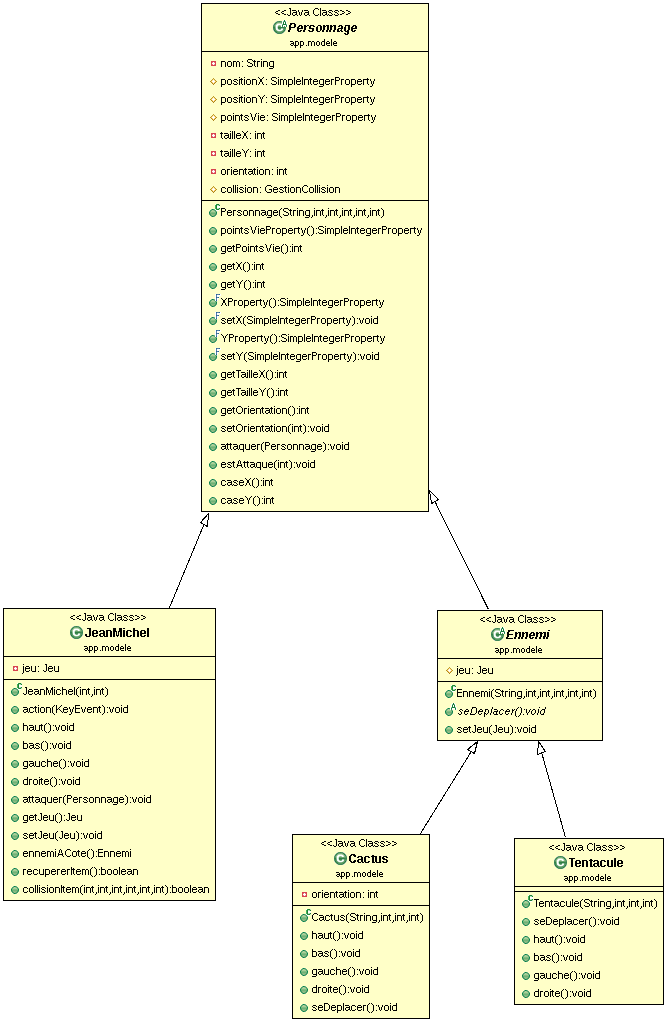 <<Java Class>>
Personnage
app.modele
nom: String
positionX: SimpleIntegerProperty
positionY: SimpleIntegerProperty
pointsVie: SimpleIntegerProperty
tailleX: int
tailleY: int
orientation: int
collision: GestionCollision
Personnage(String,int,int,int,int,int)
pointsVieProperty():SimpleIntegerProperty
getPointsVie():int
getX():int
getY():int
XProperty():SimpleIntegerProperty
setX(SimpleIntegerProperty):void
YProperty():SimpleIntegerProperty
setY(SimpleIntegerProperty):void
getTailleX():int
getTailleY():int
getOrientation():int
setOrientation(int):void
attaquer(Personnage):void
estAttaque(int):void
caseX():int
caseY():int
<<Java Class>>
JeanMichel
app.modele
jeu: Jeu
JeanMichel(int,int)
action(KeyEvent):void
haut():void
bas():void
gauche():void
droite():void
attaquer(Personnage):void
getJeu():Jeu
setJeu(Jeu):void
ennemiACote():Ennemi
recupererItem():boolean
collisionItem(int,int,int,int,int,int):boolean
<<Java Class>>
Ennemi
app.modele
jeu: Jeu
Ennemi(String,int,int,int,int,int)
seDeplacer():void
setJeu(Jeu):void
<<Java Class>>
Cactus
app.modele
orientation: int
Cactus(String,int,int,int)
haut():void
bas():void
gauche():void
droite():void
seDeplacer():void
<<Java Class>>
Tentacule
app.modele
Tentacule(String,int,int,int)
seDeplacer():void
haut():void
bas():void
gauche():void
droite():void